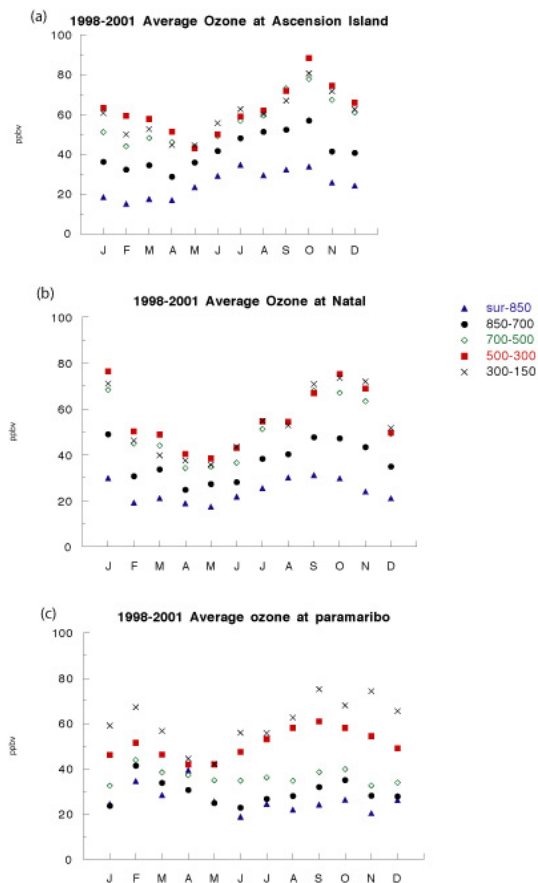 (a)
1998-2001 Average Ozone at Ascension Island
100
80
60
40
20
0
ppbv
J F M A M J J A S O N D
(b)
1998-2001 Average Ozone at Natal
100
80
60
40
20
0
ppbv
J F M A M J J A S O N D
sur-850
850-700
700-500
500-300
300-150
(c)
1998-2001 Average ozone at paramaribo
100
80
60
40
20
0
ppbv
J F M A M J J A S O N D